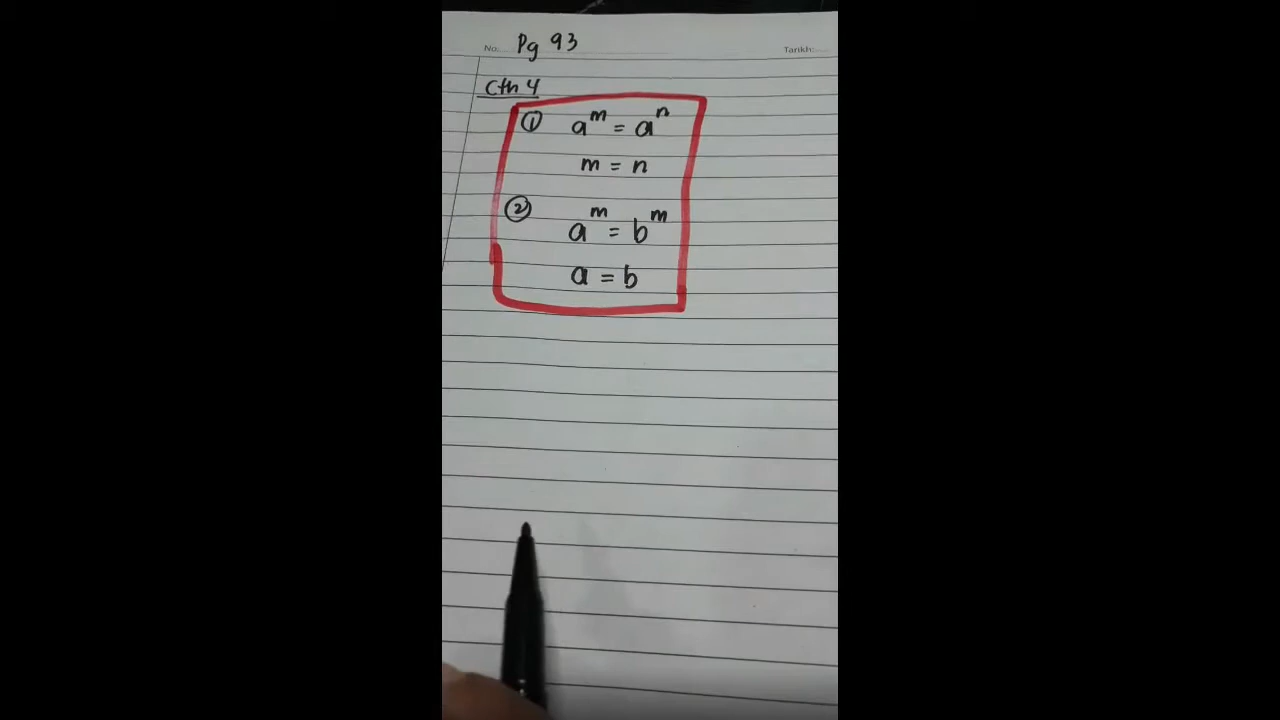 No: Pg 93 Tarikh:
Cth 4
① a^m = a^n
m = n
② a^m = b^m
a = b